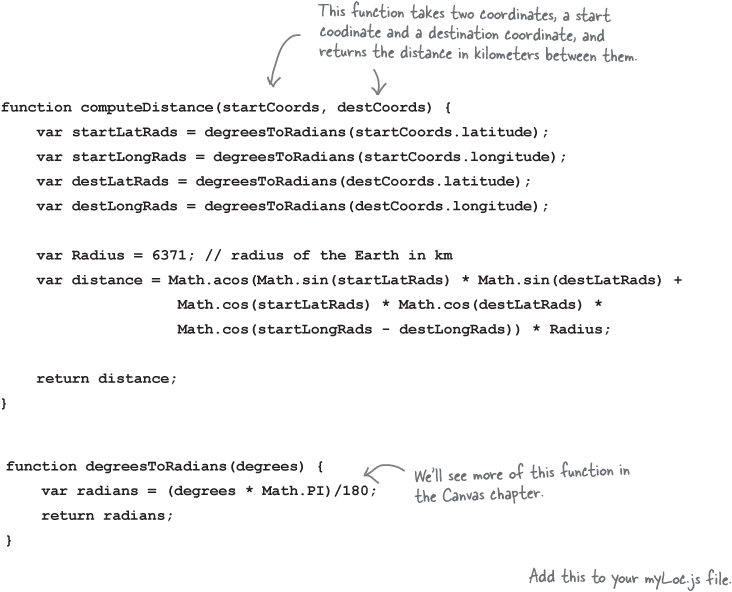 This function takes two coordinates, a start
coodinate and a destination coordinate, and
returns the distance in kilometers between them.
function computeDistance(startCoords, destCoords) {
var startLatRads = degreesToRadians(startCoords.latitude);
var startLongRads = degreesToRadians(startCoords.longitude);
var destLatRads = degreesToRadians(destCoords.latitude);
var destLongRads = degreesToRadians(destCoords.longitude);
var Radius = 6371; // radius of the Earth in km
var distance = Math.acos(Math.sin(startLatRads) * Math.sin(destLatRads) +
Math.cos(startLatRads) * Math.cos(destLatRads) *
Math.cos(startLongRads - destLongRads)) * Radius;
return distance;
}
function degreesToRadians(degrees) {
var radians = (degrees * Math.PI)/180;
return radians;
}
We'll see more of this function in
the Canvas chapter.
Add this to your myLoc.js file.